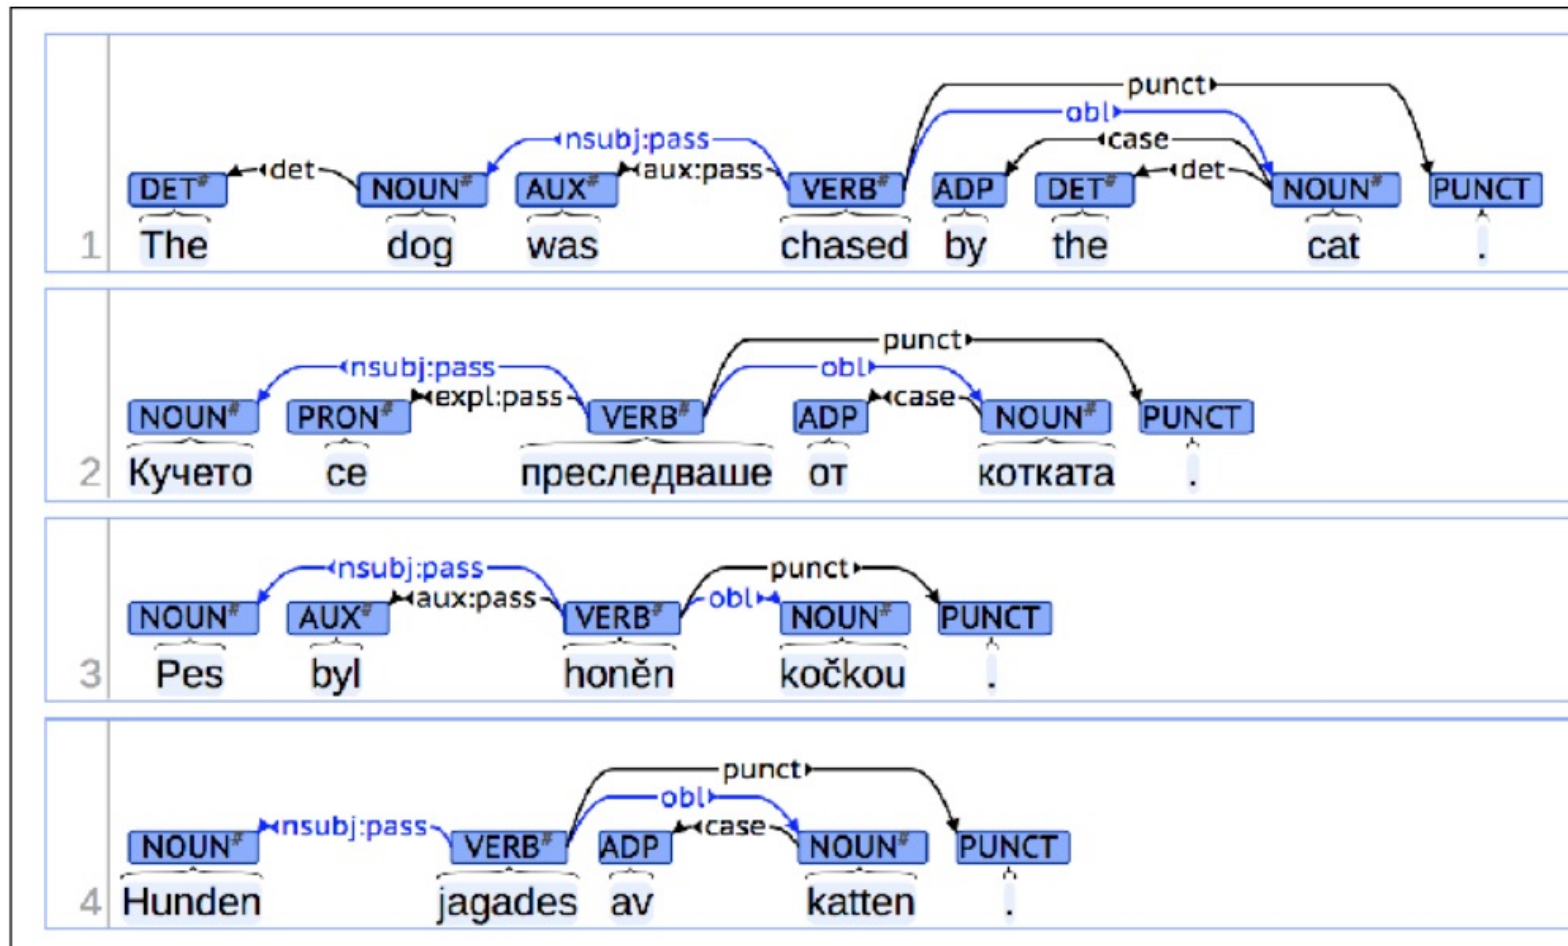 punct
obl
nsubj:pass case
det aux:pass det
DET# NOUN# AUX# VERB# ADP DET# NOUN# PUNCT
1 The dog was chased by the cat .
punct
nsubj:pass obl
expl:pass case
NOUN# PRON# VERB# ADP NOUN# PUNCT
2 Кучето се преследваше от котката .
nsubj:pass punct
aux:pass obl
NOUN# AUX# VERB# NOUN# PUNCT
3 Pes byl honěn kočkou .
punct
obl
nsubj:pass case
NOUN# VERB# ADP NOUN# PUNCT
4 Hunden jagades av katten .